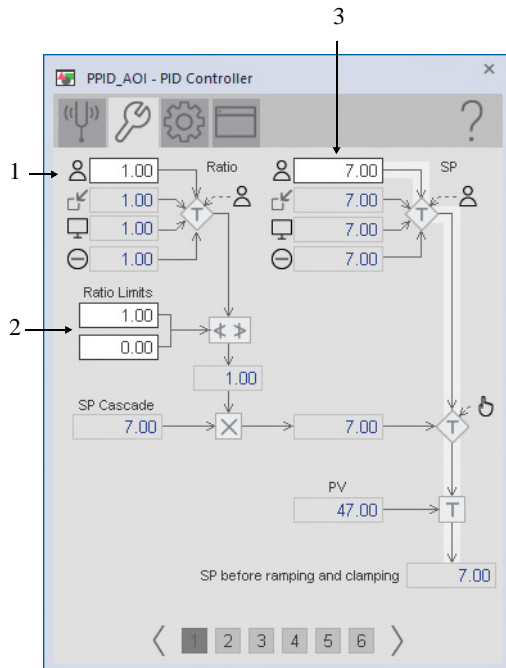 3
PPID_AOI - PID Controller
×
?
1
1.00 Ratio 7.00 SP
1.00 T 7.00 T
1.00 7.00
1.00 7.00
Ratio Limits
2
1.00
0.00
1.00
SP Cascade
7.00 × 7.00 T
PV
47.00 T
SP before ramping and clamping 7.00
1 2 3 4 5 6